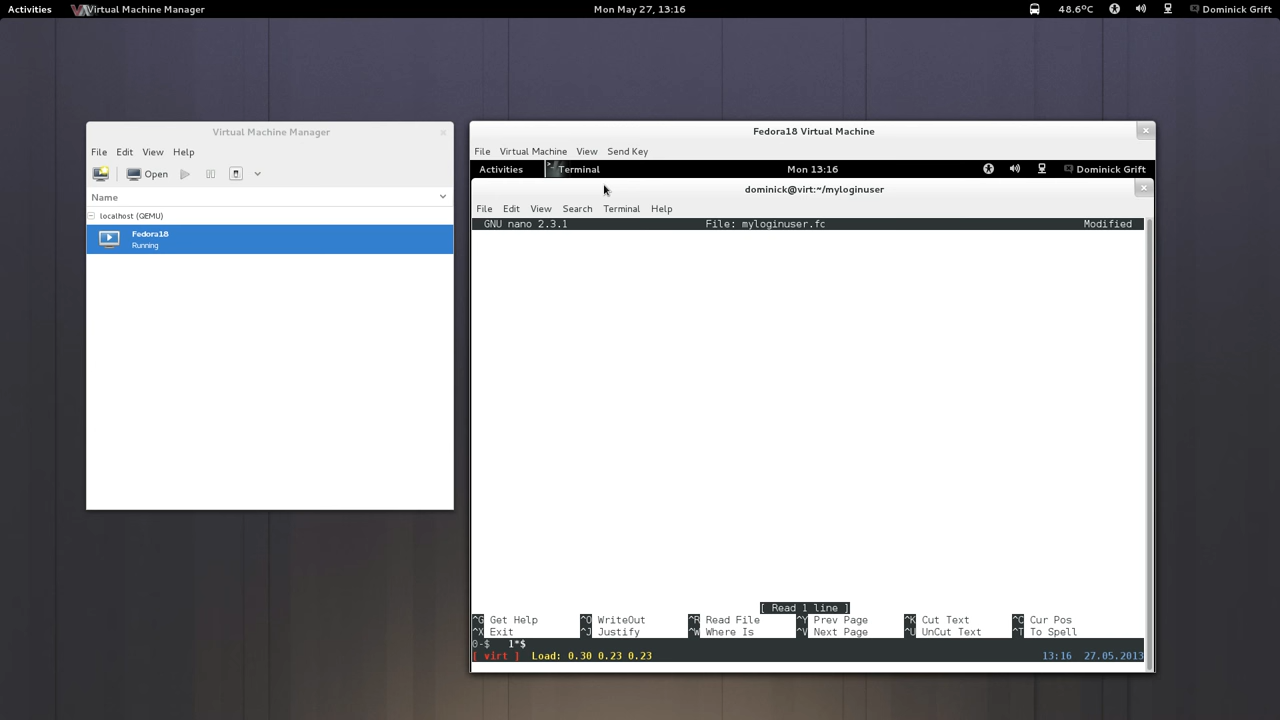 Activities Virtual Machine Manager Mon May 27, 13:16 48.6°C Dominick Grift
Virtual Machine Manager
File Edit View Help
Open
Name
localhost (QEMU)
Fedora18
Running
Fedora18 Virtual Machine
File Virtual Machine View Send Key
Activities Terminal Mon 13:16 Dominick Grift
dominick@virt:~/myloginuser
File Edit View Search Terminal Help
GNU nano 2.3.1 File: myloginuser.fc Modified
[ Read 1 line ]
^G Get Help ^O WriteOut ^R Read File ^Y Prev Page ^K Cut Text ^C Cur Pos
^X Exit ^J Justify ^W Where Is ^V Next Page ^U UnCut Text ^T To Spell
0-$ 1*$
[ virt ] Load: 0.30 0.23 0.23 13:16 27.05.2013